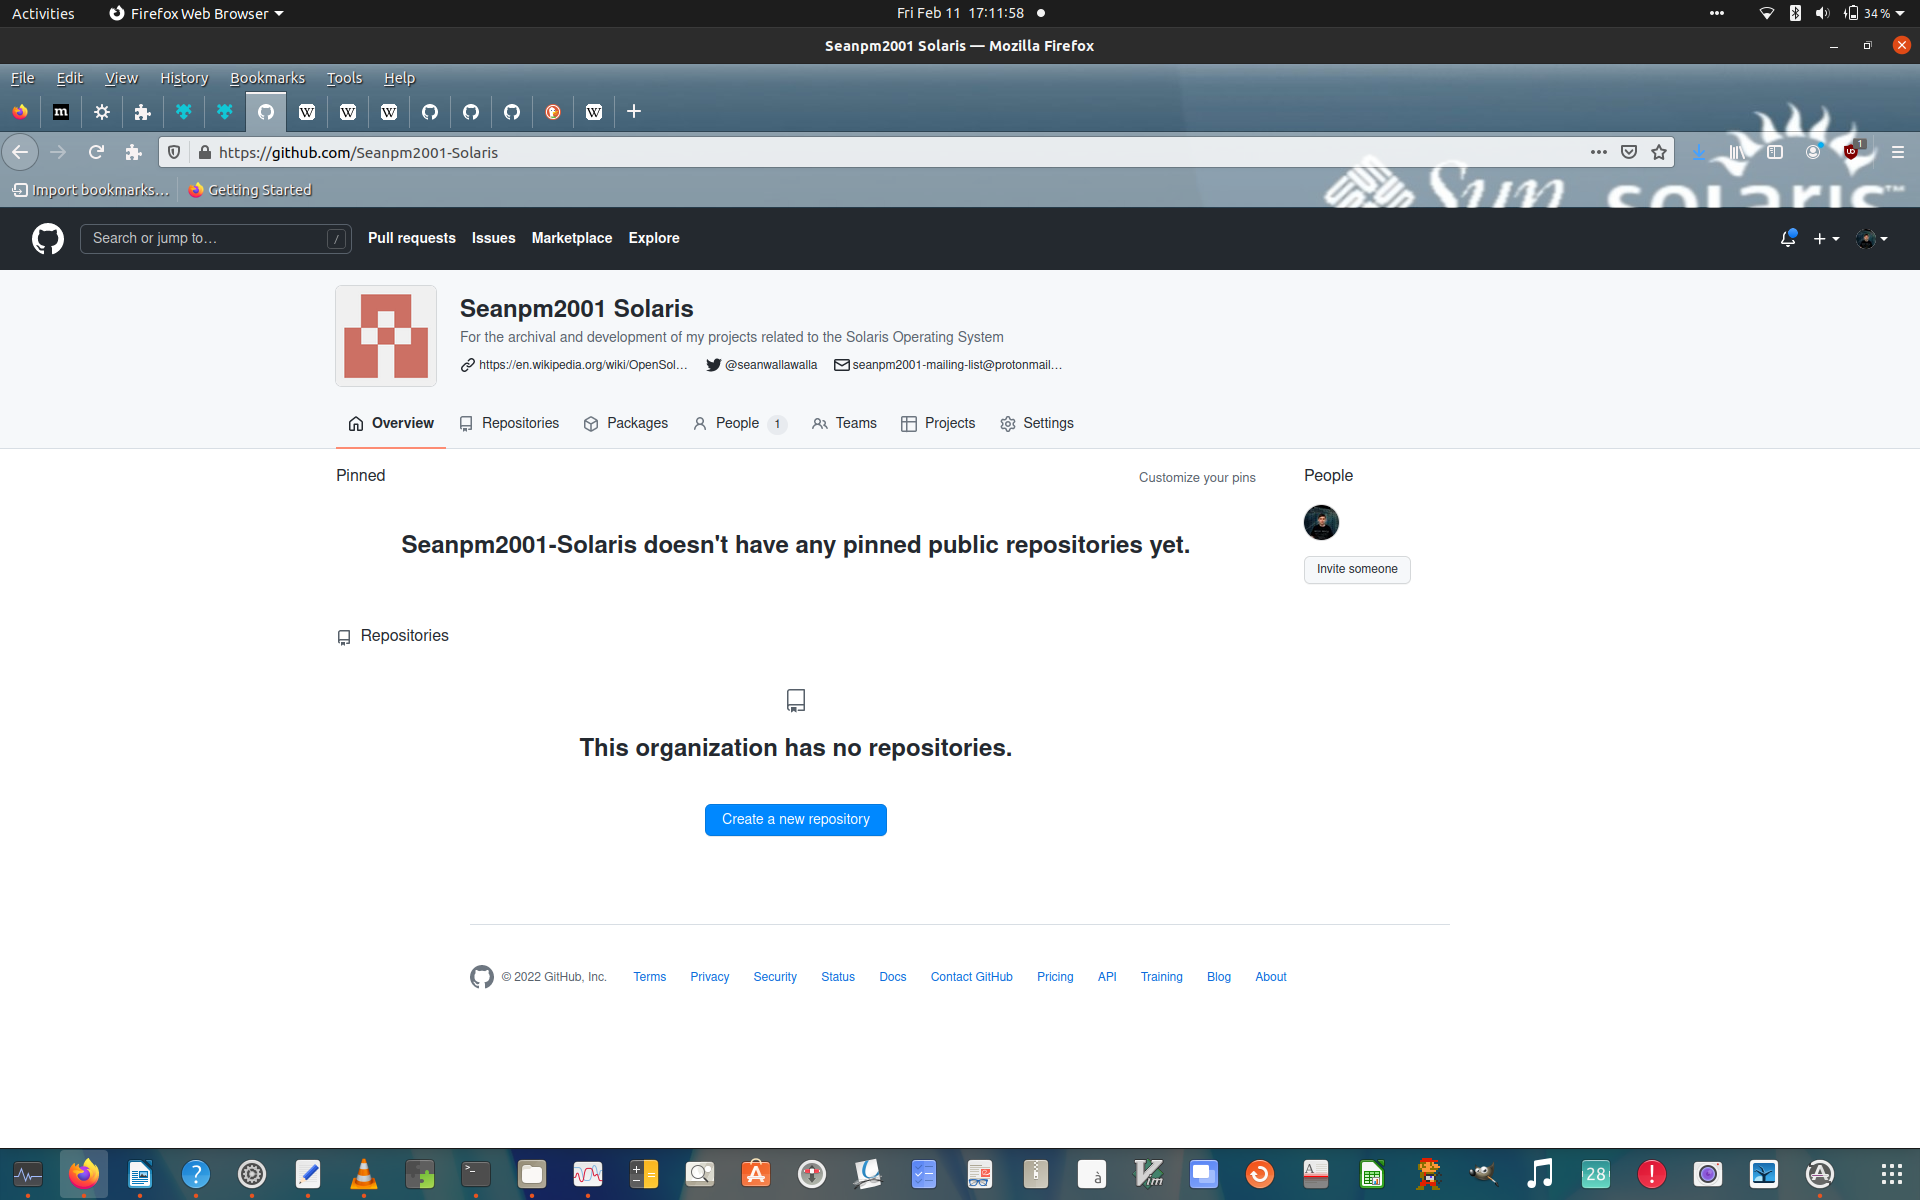 Activities Firefox Web Browser Fri Feb 11 17:11:58 34 %
Seanpm2001 Solaris — Mozilla Firefox
File Edit View History Bookmarks Tools Help
https://github.com/Seanpm2001-Solaris 1
Import bookmarks… Getting Started Sun solaris™
Search or jump to… / Pull requests Issues Marketplace Explore
Seanpm2001 Solaris
For the archival and development of my projects related to the Solaris Operating System
https://en.wikipedia.org/wiki/OpenSol… @seanwallawalla seanpm2001-mailing-list@protonmail…
Overview Repositories Packages People 1 Teams Projects Settings
Pinned Customize your pins People
Seanpm2001-Solaris doesn't have any pinned public repositories yet.
Invite someone
Repositories
This organization has no repositories.
Create a new repository
© 2022 GitHub, Inc. Terms Privacy Security Status Docs Contact GitHub Pricing API Training Blog About
28